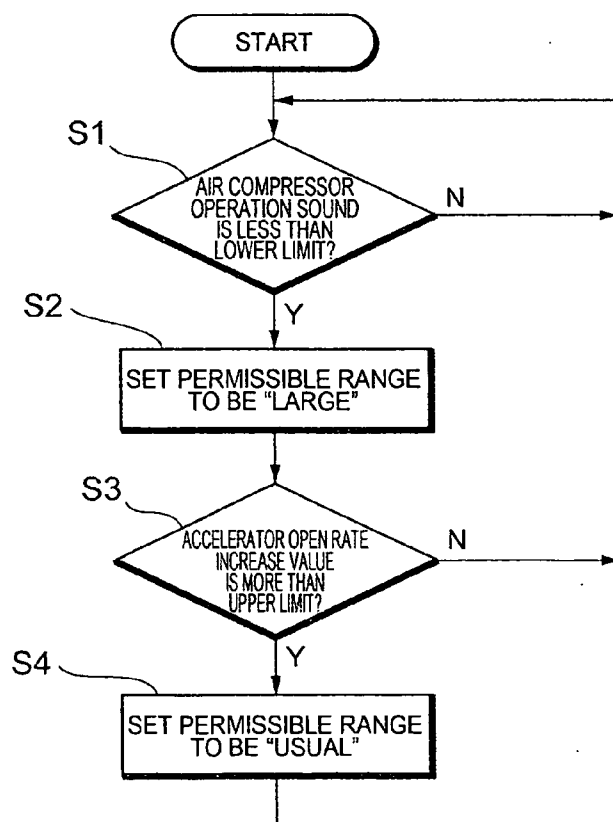 START
S1
AIR COMPRESSOR
OPERATION SOUND
IS LESS THAN
LOWER LIMIT?
N
Y
S2
SET PERMISSIBLE RANGE
TO BE "LARGE"
S3
ACCELERATOR OPEN RATE
INCREASE VALUE
IS MORE THAN
UPPER LIMIT?
N
Y
S4
SET PERMISSIBLE RANGE
TO BE "USUAL"